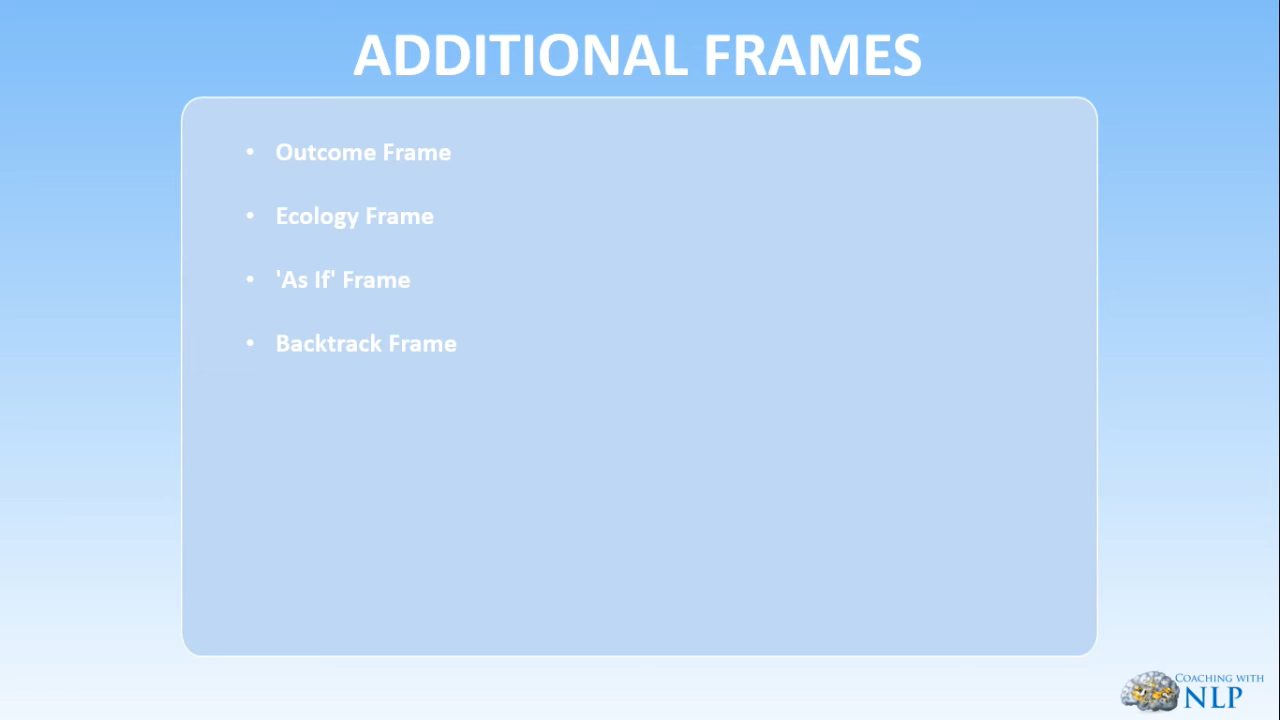 ADDITIONAL FRAMES
• Outcome Frame
• Ecology Frame
• 'As If' Frame
• Backtrack Frame
COACHING WITH
NLP